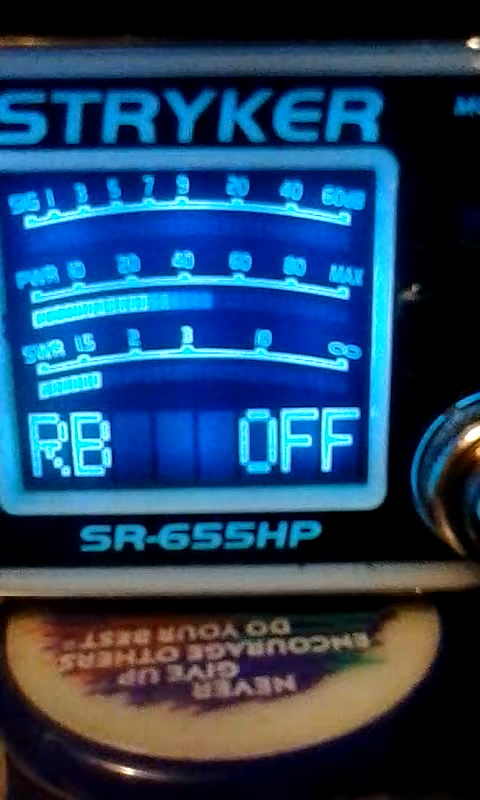 STRYKER
SIG 1 3 5 7 9 20 40 60dB
PWR 10 20 40 60 80 MAX
SWR 1.5 2 3 10 ∞
RB OFF
SR-655HP
NEVER
GIVE UP
ENCOURAGE OTHERS
DO YOUR BEST